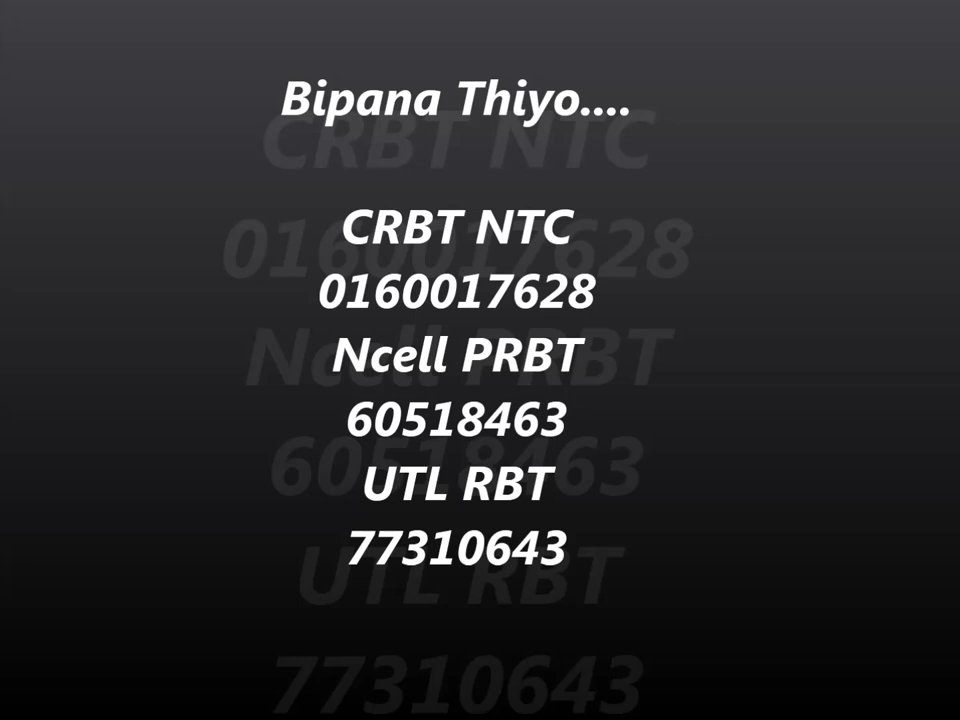 Bipana Thiyo....
CRBT NTC
0160017628
Ncell PRBT
60518463
UTL RBT
77310643